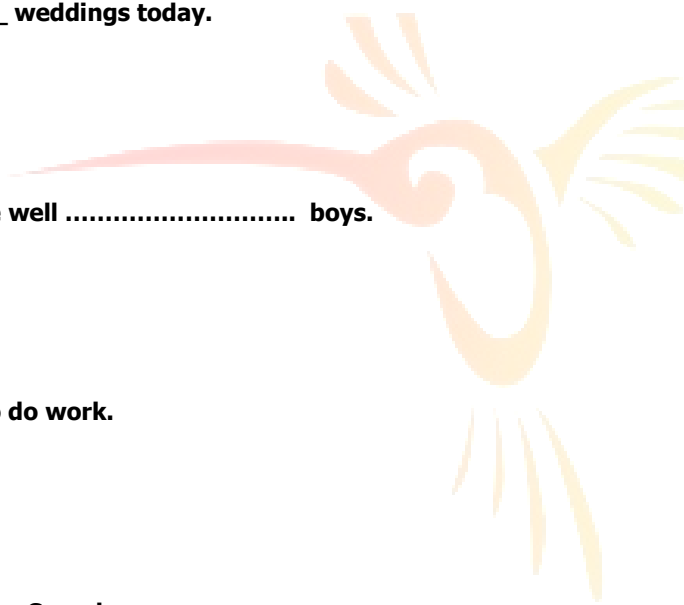 _ weddings today.
well ……………………….. boys.
do work.